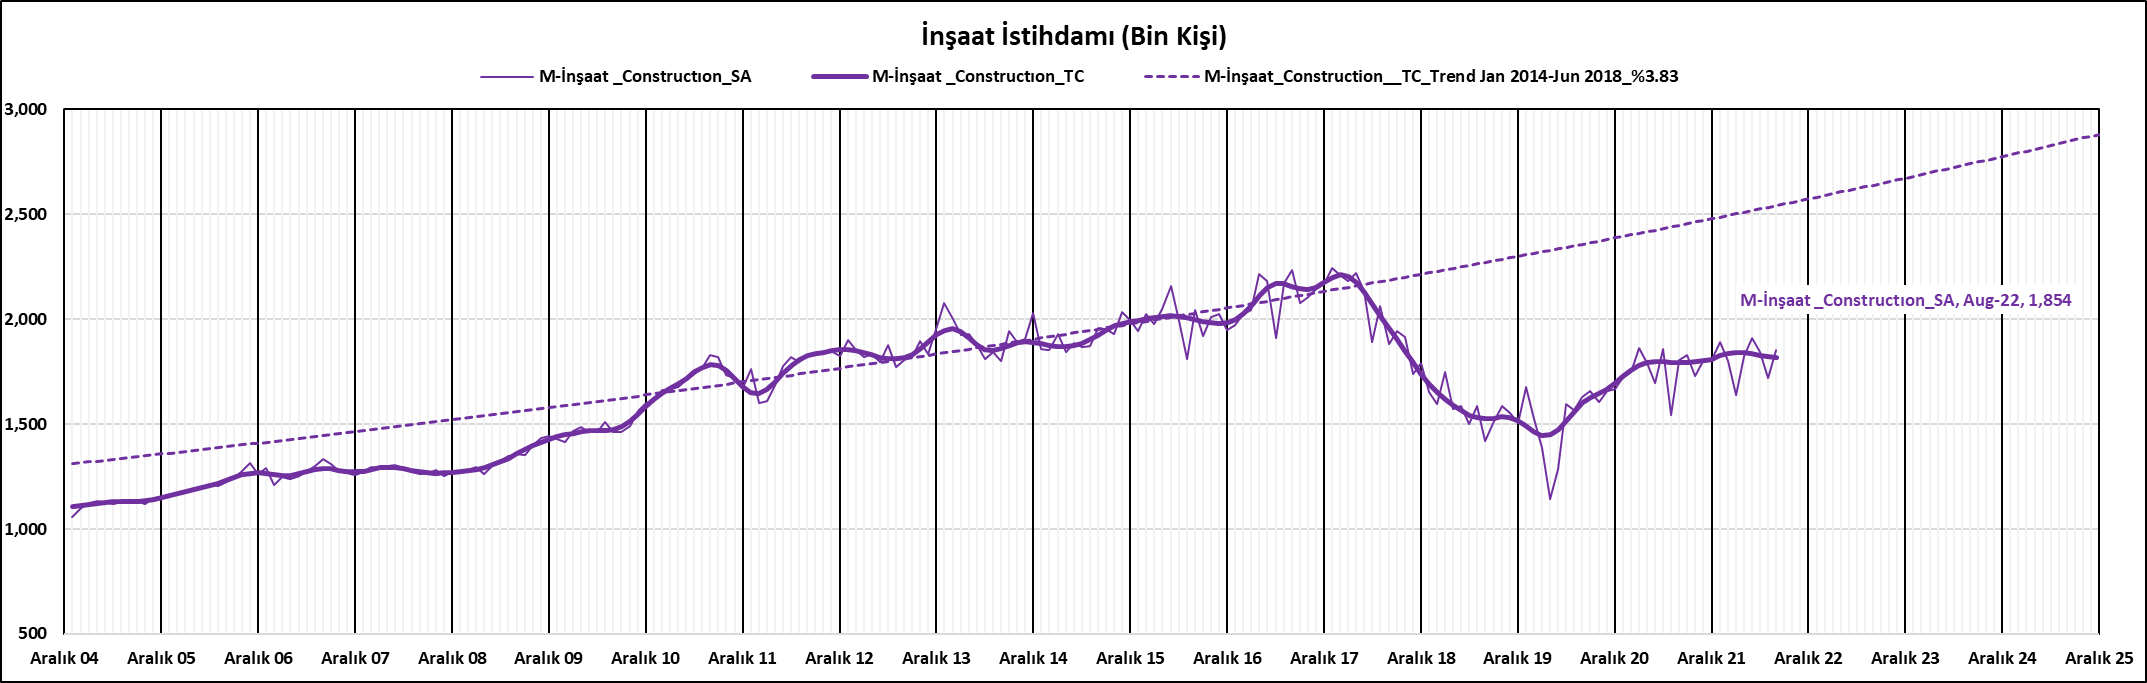 İnşaat İstihdamı (Bin Kişi)
M-İnşaat _Constructıon_SA
M-İnşaat _Constructıon_TC
M-İnşaat_Construction__TC_Trend Jan 2014-Jun 2018_%3.83
3,000
2,500
2,000
1,500
1,000
500
M-İnşaat _Constructıon_SA, Aug-22, 1,854
Aralık 04 Aralık 05 Aralık 06 Aralık 07 Aralık 08 Aralık 09 Aralık 10 Aralık 11 Aralık 12 Aralık 13 Aralık 14 Aralık 15 Aralık 16 Aralık 17 Aralık 18 Aralık 19 Aralık 20 Aralık 21 Aralık 22 Aralık 23 Aralık 24 Aralık 25